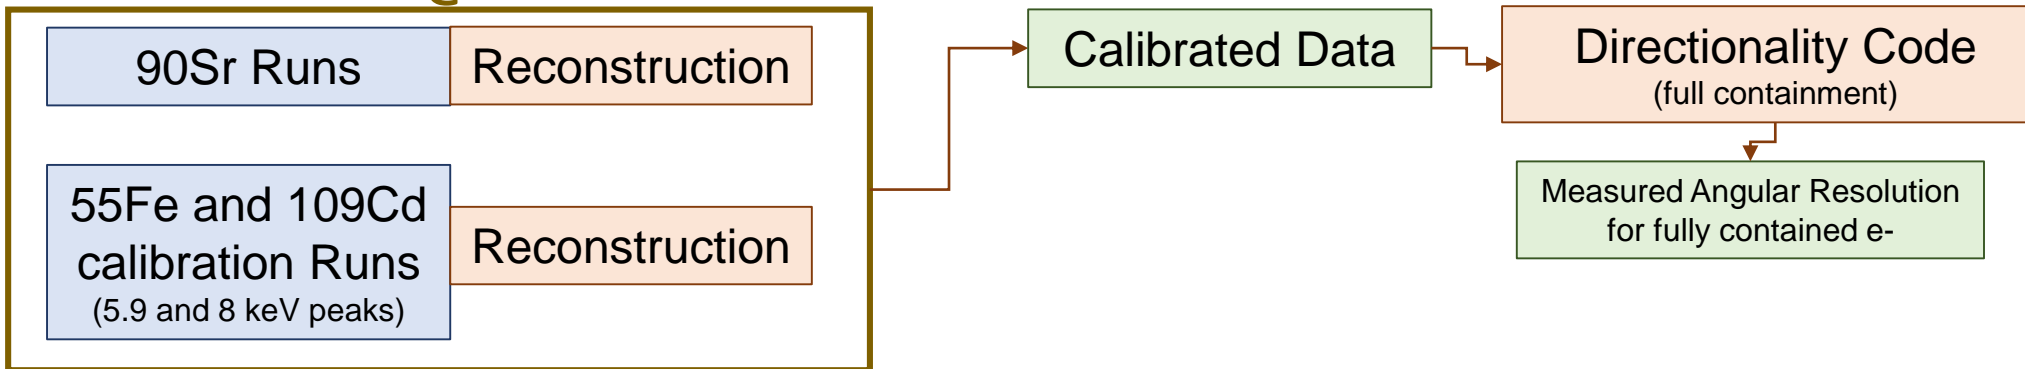 90Sr Runs
Reconstruction
55Fe and 109Cd
calibration Runs
(5.9 and 8 keV peaks)
Reconstruction
Calibrated Data
Directionality Code
(full containment)
Measured Angular Resolution
for fully contained e-